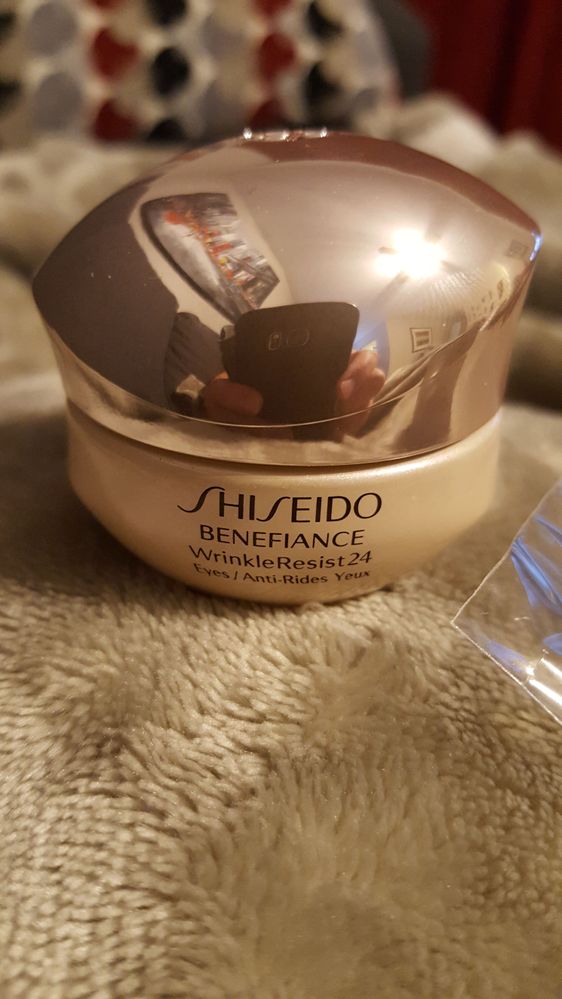 SHISEIDO
BENEFIANCE
WrinkleResist24
Eyes / Anti-Rides Yeux